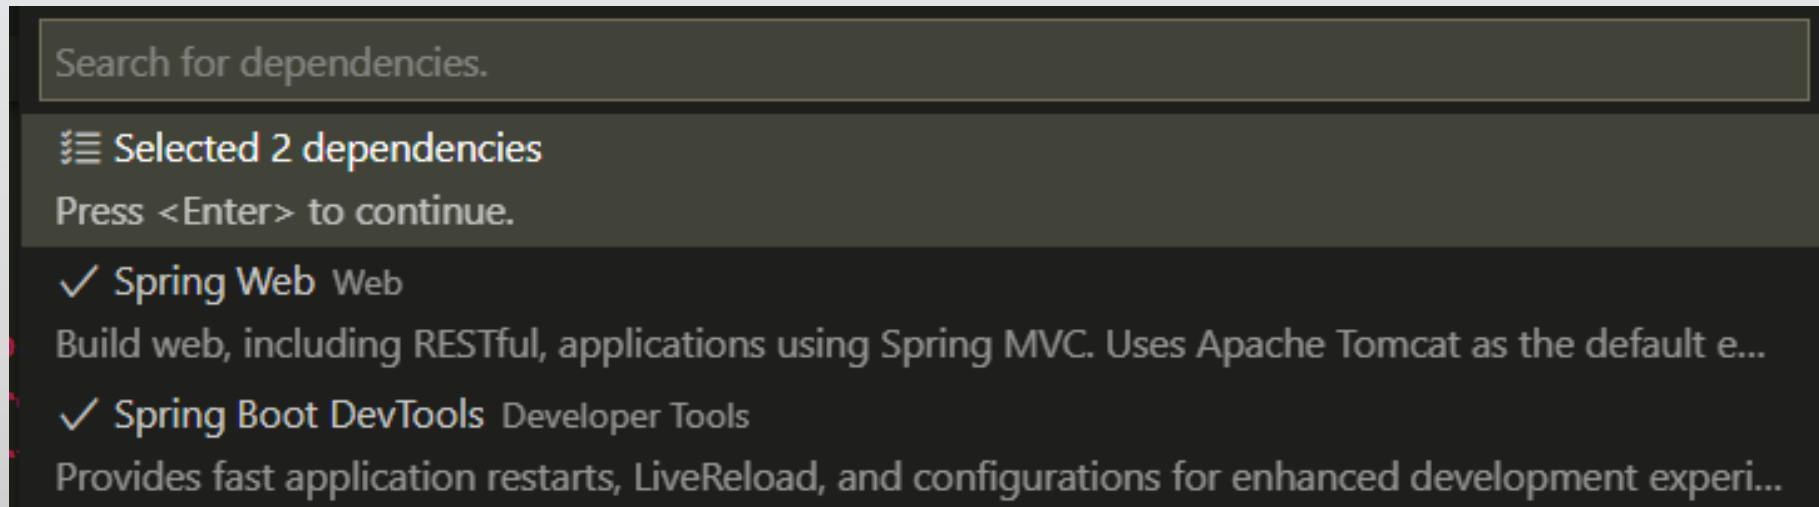 Search for dependencies.
Selected 2 dependencies
Press <Enter> to continue.
Spring Web Web
Build web, including RESTful, applications using Spring MVC. Uses Apache Tomcat as the default e...
Spring Boot DevTools Developer Tools
Provides fast application restarts, LiveReload, and configurations for enhanced development experi...